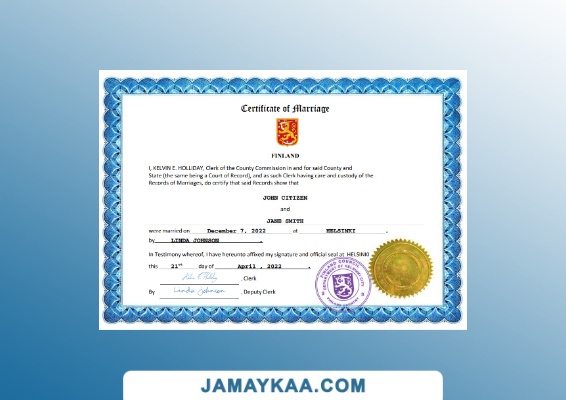 Certificate of Marriage
FINLAND
I, KELVIN E. HOLLIDAY, Clerk of the County Commission in and for said County and
State (the same being a Court of Record), and as such Clerk having care and custody of the
Records of Marriages, do certify that said Records show that
JOHN CITIZEN
and
JANE SMITH
were married on December 7, 2022 at HELSINKI .
by LINDA JOHNSON .
In Testimony whereof, I have hereunto affixed my signature and official seal at HELSINKI
this 21st day of April , 2022 .
, Clerk
By Linda Johnson , Deputy Clerk
JAMAYKAA.COM